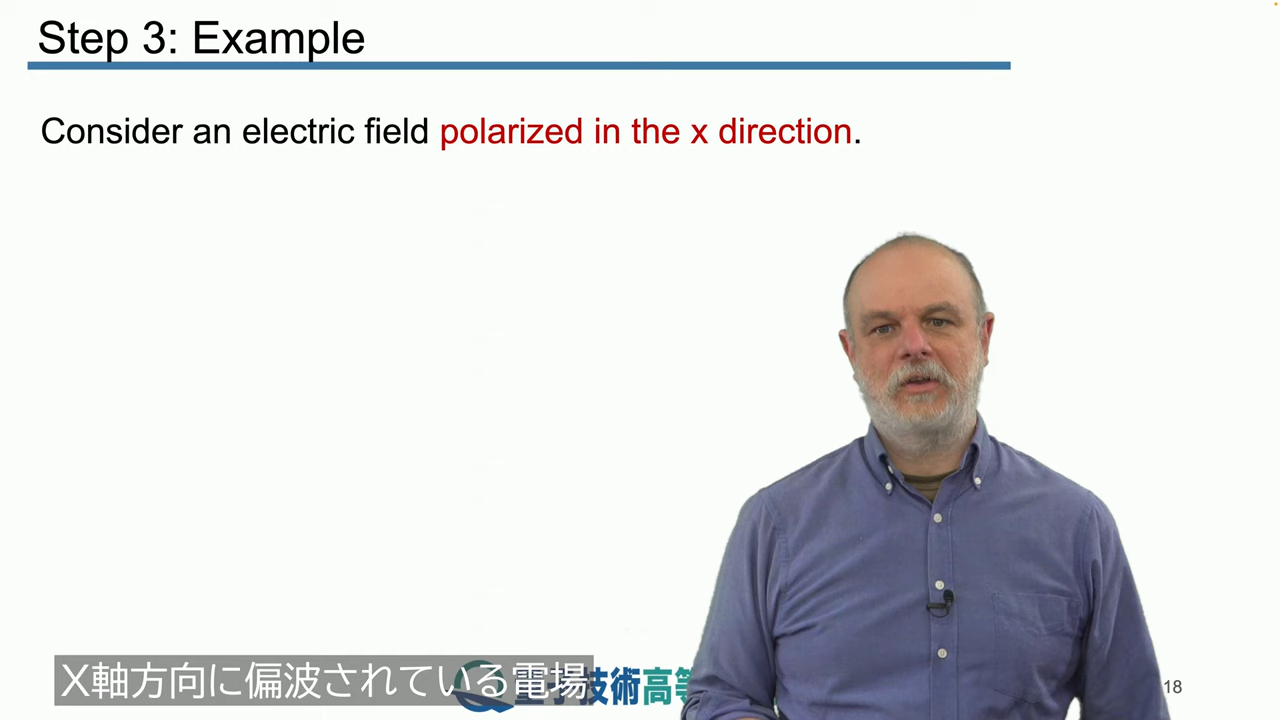 Step 3: Example
Consider an electric field polarized in the x direction.
X軸方向に偏波されている電場
技術高等
18